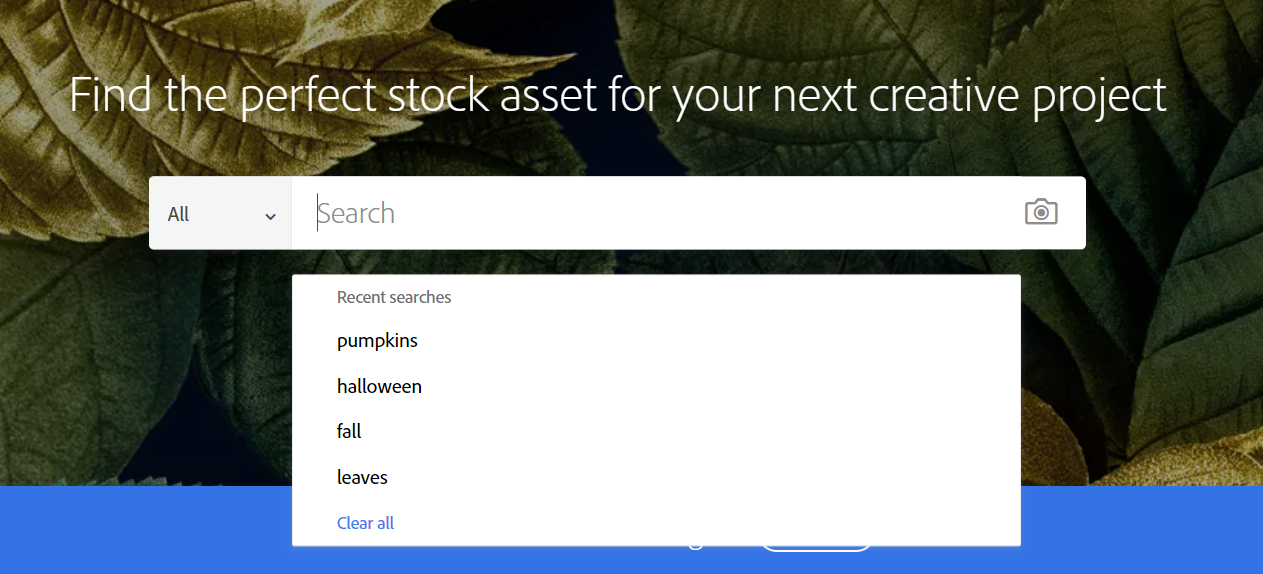 Find the perfect stock asset for your next creative project
All
Search
Recent searches
pumpkins
halloween
fall
leaves
Clear all